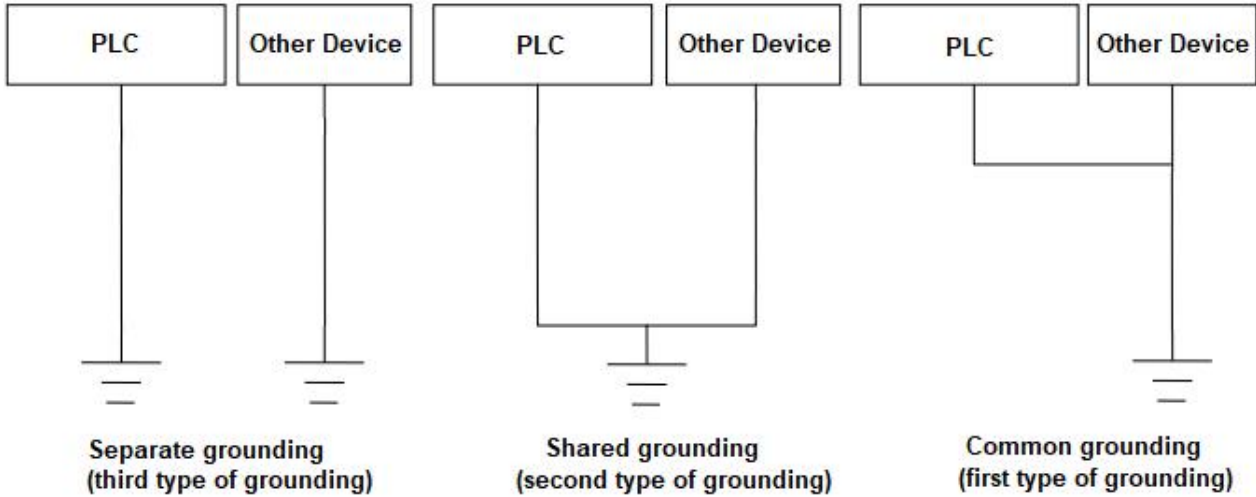 PLC
Other Device
PLC
Other Device
PLC
Other Device
Separate grounding
(third type of grounding)
Shared grounding
(second type of grounding)
Common grounding
(first type of grounding)